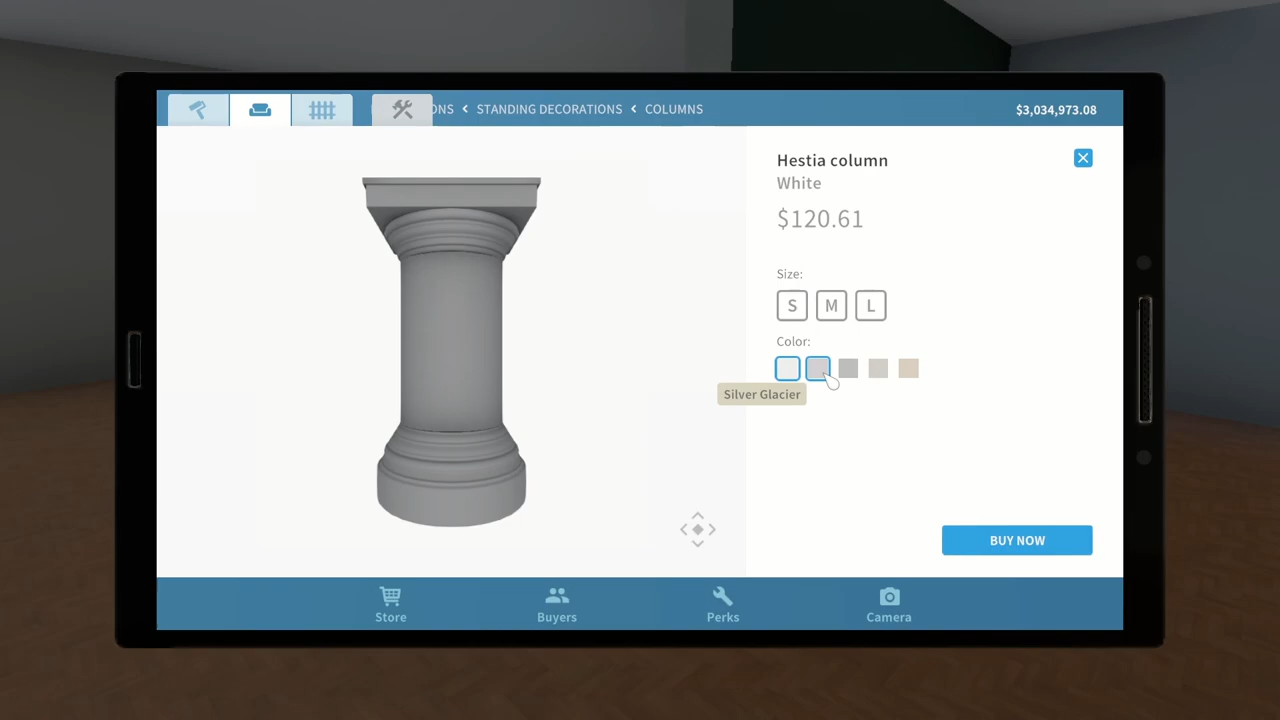 ONS < STANDING DECORATIONS < COLUMNS
$3,034,973.08
Hestia column
White
$120.61
Size:
S M L
Color:
Silver Glacier
BUY NOW
Store
Buyers
Perks
Camera